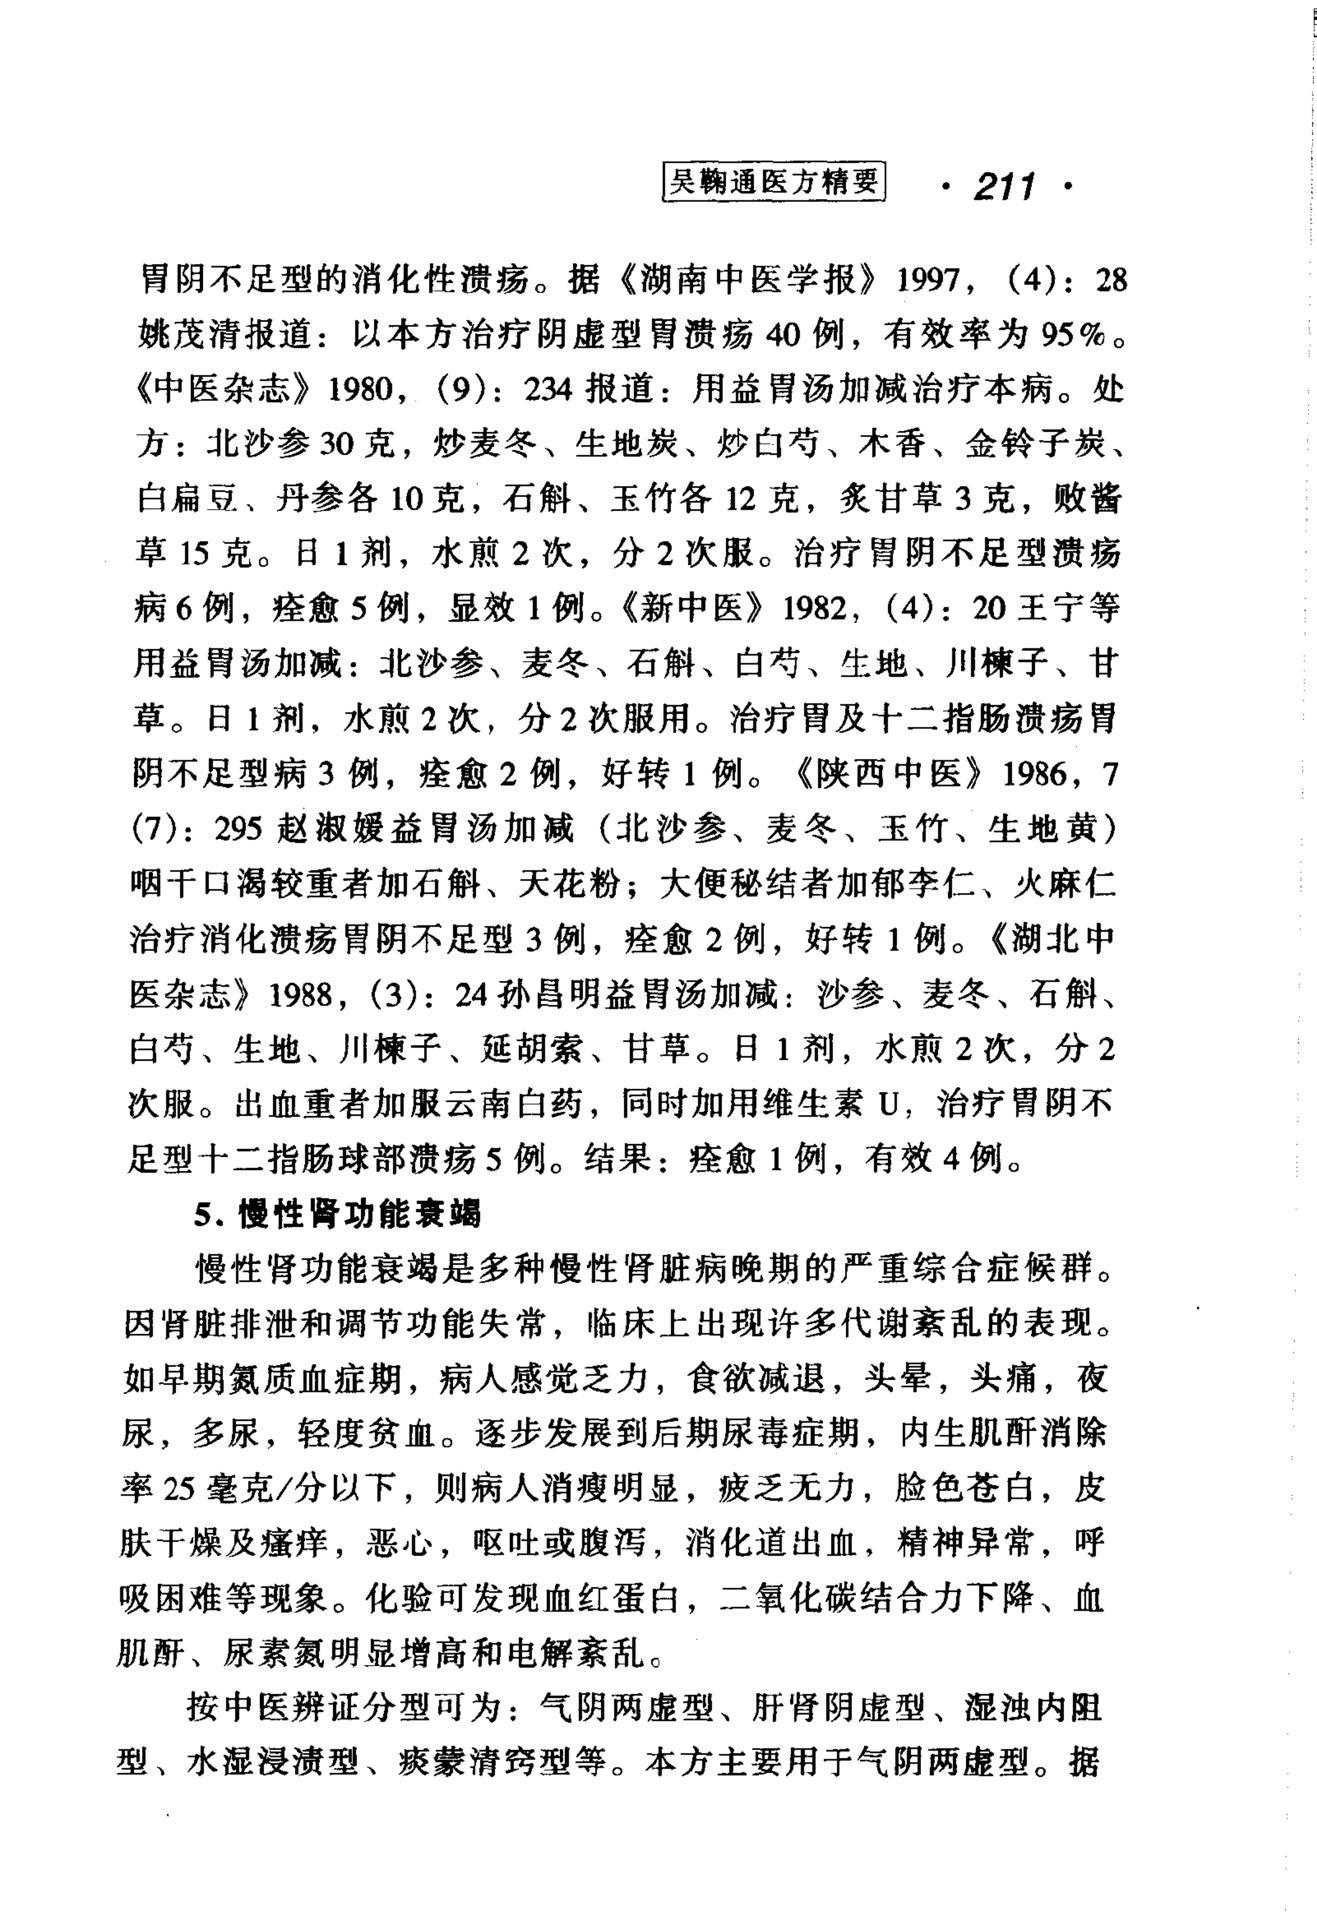 吴鞠通医方精要 · 211 ·
胃阴不足型的消化性溃疡。据《湖南中医学报》1997，(4)：28
姚茂清报道：以本方治疗阴虚型胃溃疡 40 例，有效率为 95%。
《中医杂志》1980，(9)：234 报道：用益胃汤加减治疗本病。处
方：北沙参 30 克，炒麦冬、生地炭、炒白芍、木香、金铃子炭、
白扁豆、丹参各 10 克，石斛、玉竹各 12 克，炙甘草 3 克，败酱
草 15 克。日 1 剂，水煎 2 次，分 2 次服。治疗胃阴不足型溃疡
病 6 例，痊愈 5 例，显效 1 例。《新中医》1982，(4)：20 王宁等
用益胃汤加减：北沙参、麦冬、石斛、白芍、生地、川楝子、甘
草。日 1 剂，水煎 2 次，分 2 次服用。治疗胃及十二指肠溃疡胃
阴不足型病 3 例，痊愈 2 例，好转 1 例。《陕西中医》1986，7
(7)：295 赵淑媛益胃汤加减（北沙参、麦冬、玉竹、生地黄）
咽干口渴较重者加石斛、天花粉；大便秘结者加郁李仁、火麻仁
治疗消化溃疡胃阴不足型 3 例，痊愈 2 例，好转 1 例。《湖北中
医杂志》1988，(3)：24 孙昌明益胃汤加减：沙参、麦冬、石斛、
白芍、生地、川楝子、延胡索、甘草。日 1 剂，水煎 2 次，分 2
次服。出血重者加服云南白药，同时加用维生素 U，治疗胃阴不
足型十二指肠球部溃疡 5 例。结果：痊愈 1 例，有效 4 例。
5. 慢性肾功能衰竭
慢性肾功能衰竭是多种慢性肾脏病晚期的严重综合症候群。
因肾脏排泄和调节功能失常，临床上出现许多代谢紊乱的表现。
如早期氮质血症期，病人感觉乏力，食欲减退，头晕，头痛，夜
尿，多尿，轻度贫血。逐步发展到后期尿毒症期，内生肌酐消除
率 25 毫克/分以下，则病人消瘦明显，疲乏无力，脸色苍白，皮
肤干燥及瘙痒，恶心，呕吐或腹泻，消化道出血，精神异常，呼
吸困难等现象。化验可发现血红蛋白，二氧化碳结合力下降、血
肌酐、尿素氮明显增高和电解紊乱。
按中医辨证分型可为：气阴两虚型、肝肾阴虚型、湿浊内阻
型、水湿浸渍型、痰蒙清窍型等。本方主要用于气阴两虚型。据